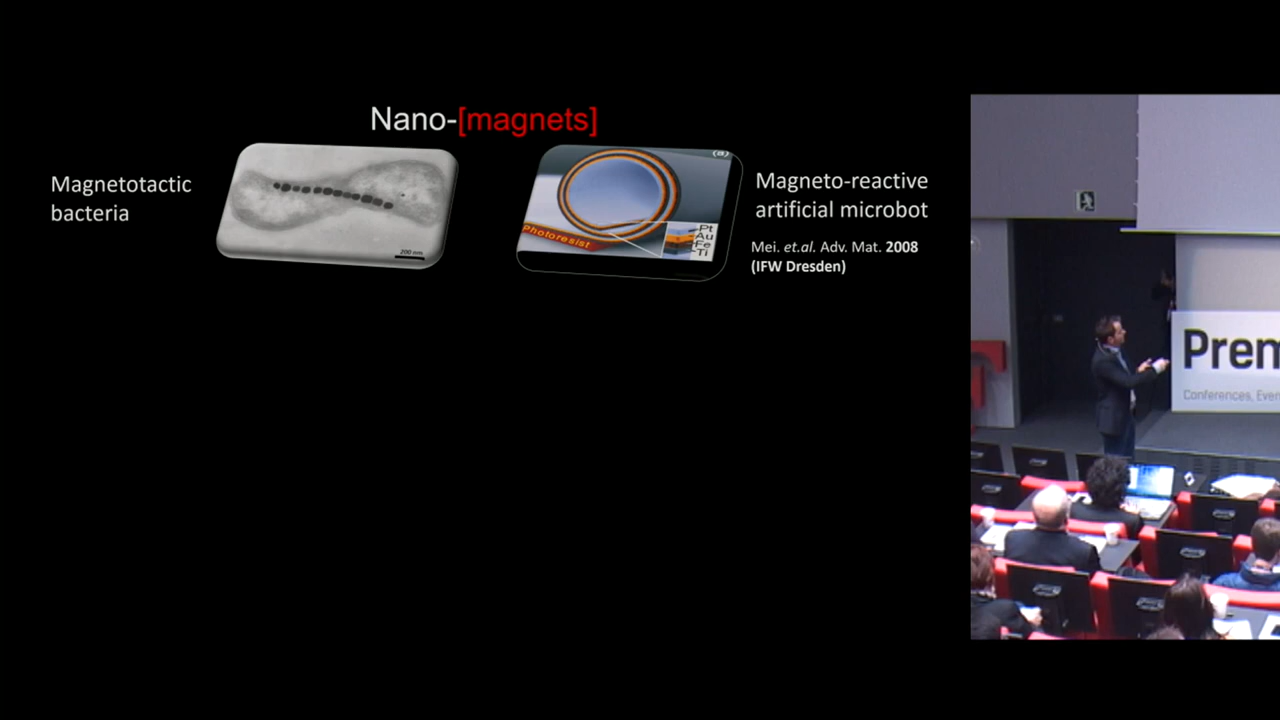 Nano-[magnets]
Magnetotactic
bacteria
200 nm
(a)
Photoresist
Pt
Au
Fe
Ti
Magneto-reactive
artificial microbot
Mei. et.al. Adv. Mat. 2008
(IFW Dresden)
Prem
Conferences, Even